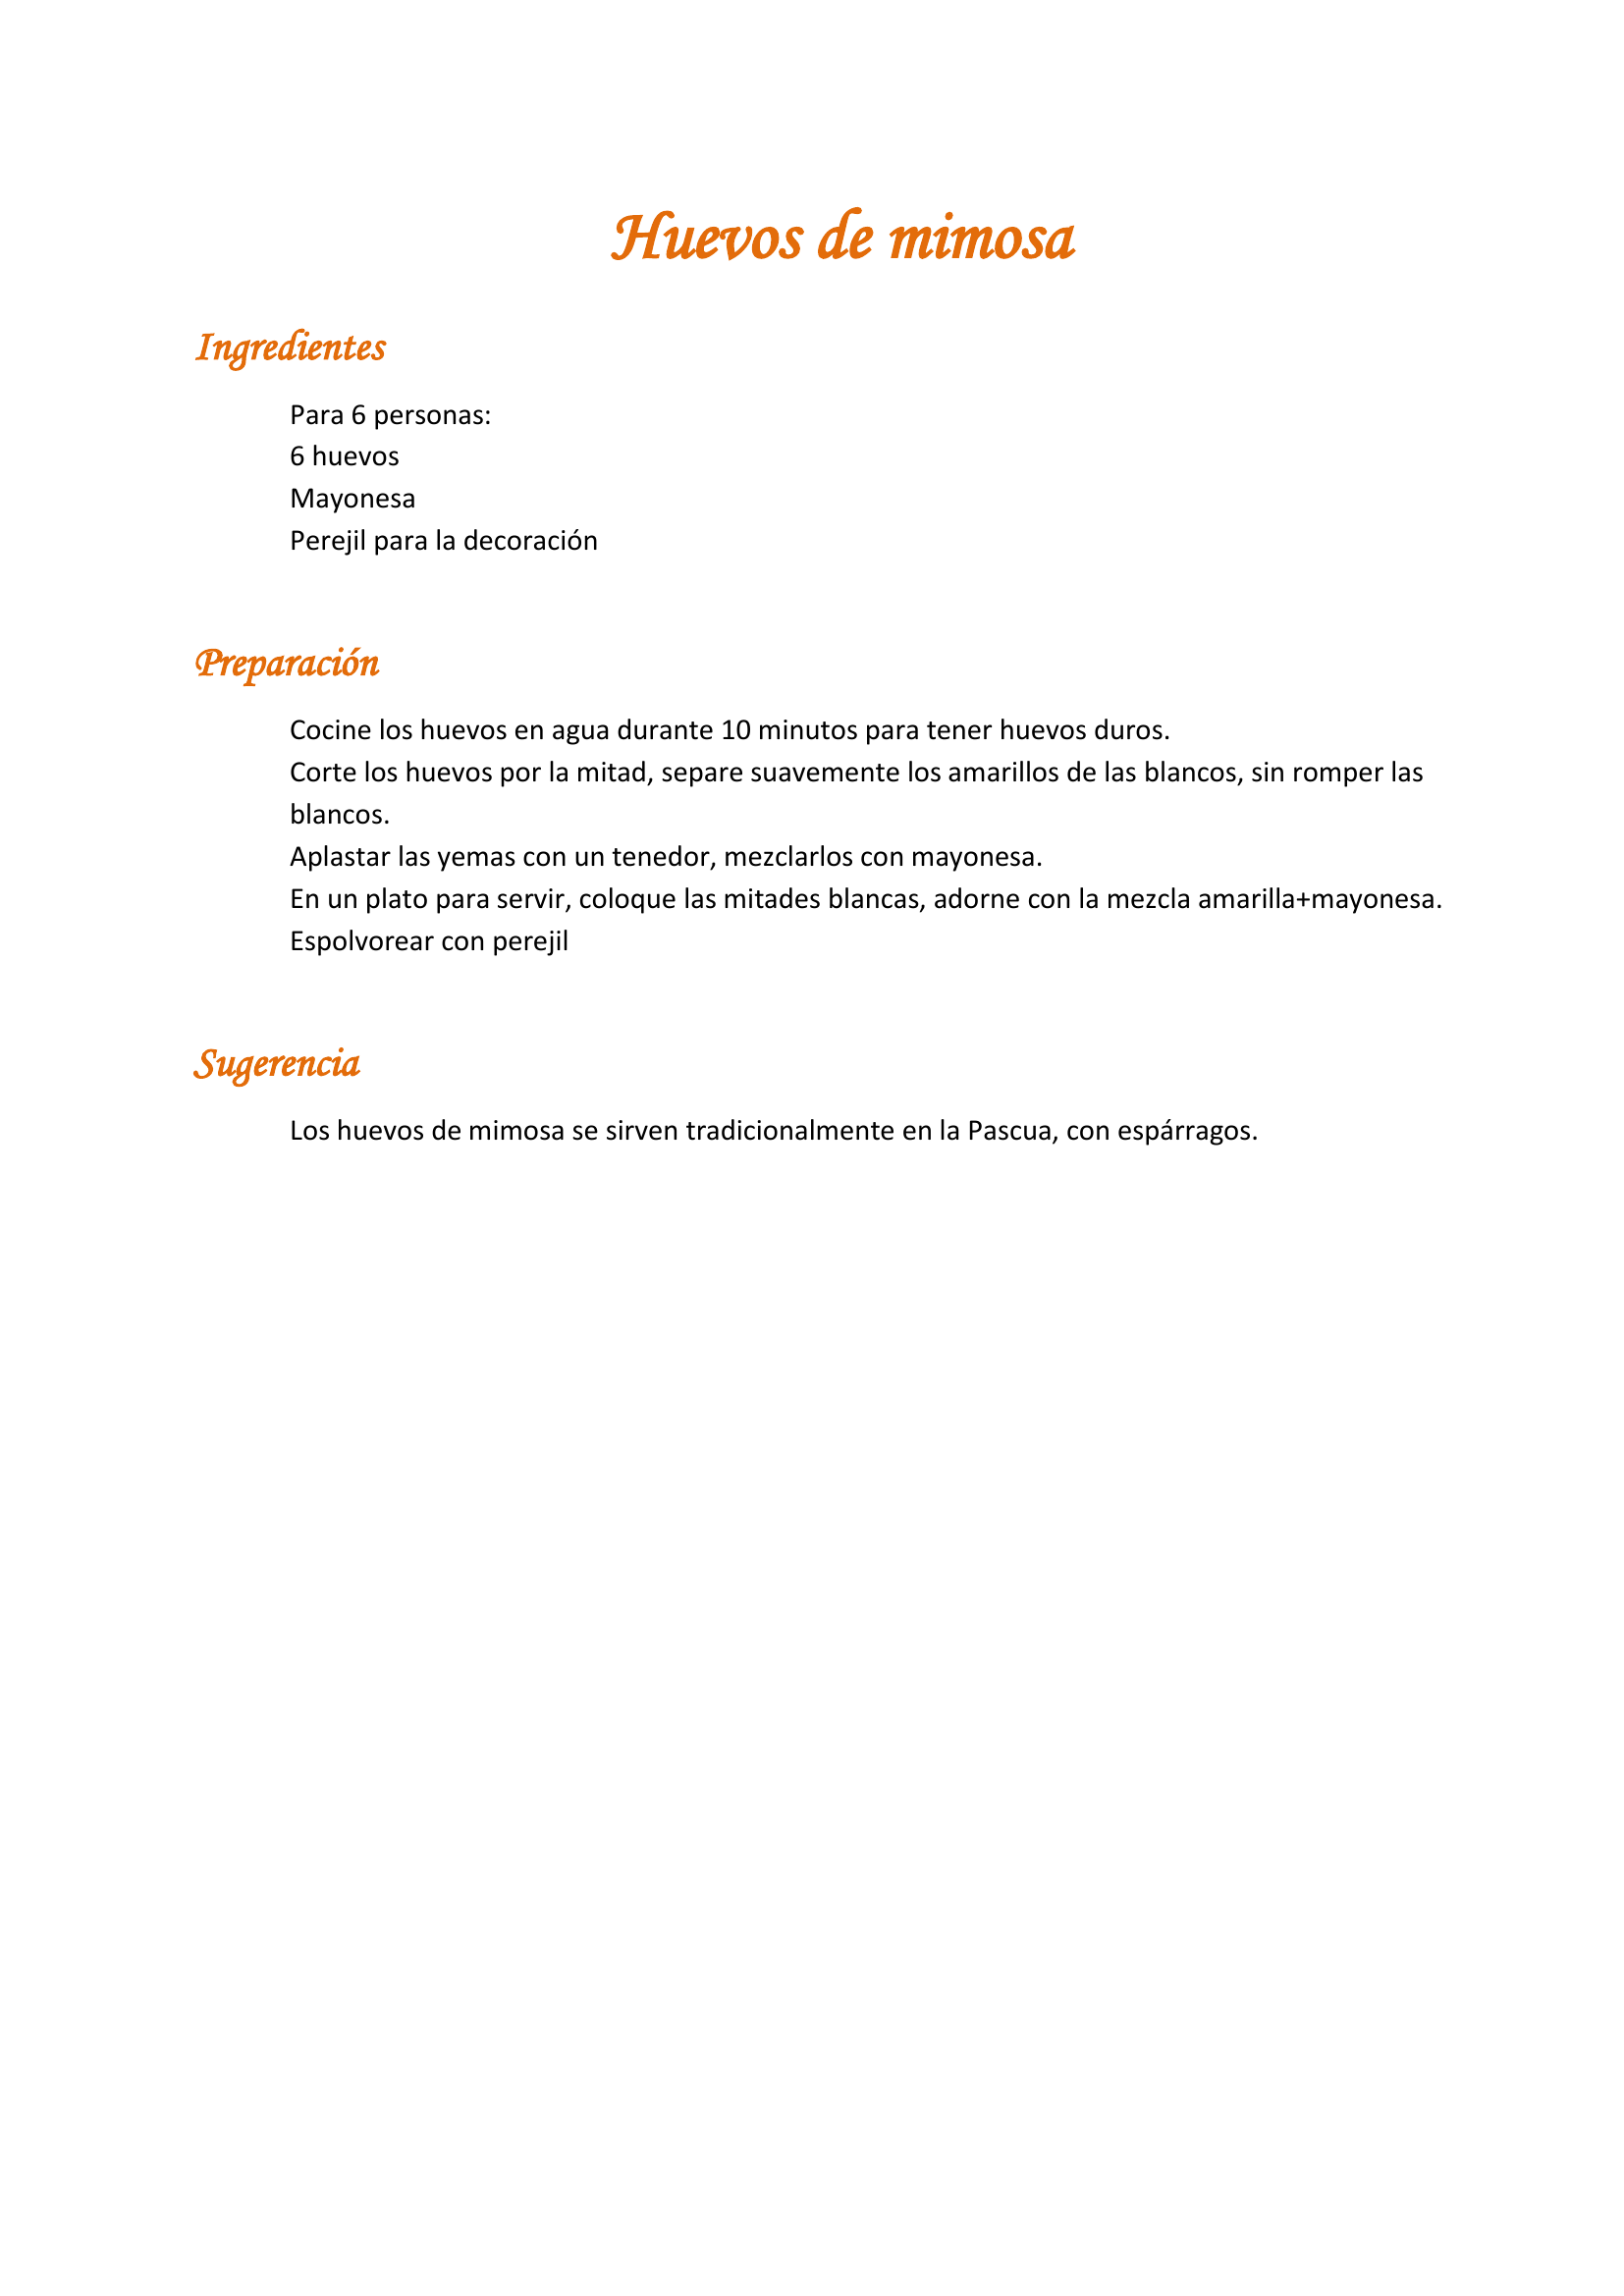 Huevos de mimosa
Ingredientes
Para 6 personas:
6 huevos
Mayonesa
Perejil para la decoración
Preparación
Cocine los huevos en agua durante 10 minutos para tener huevos duros.
Corte los huevos por la mitad, separe suavemente los amarillos de las blancos, sin romper las
blancos.
Aplastar las yemas con un tenedor, mezclarlos con mayonesa.
En un plato para servir, coloque las mitades blancas, adorne con la mezcla amarilla+mayonesa.
Espolvorear con perejil
Sugerencia
Los huevos de mimosa se sirven tradicionalmente en la Pascua, con espárragos.